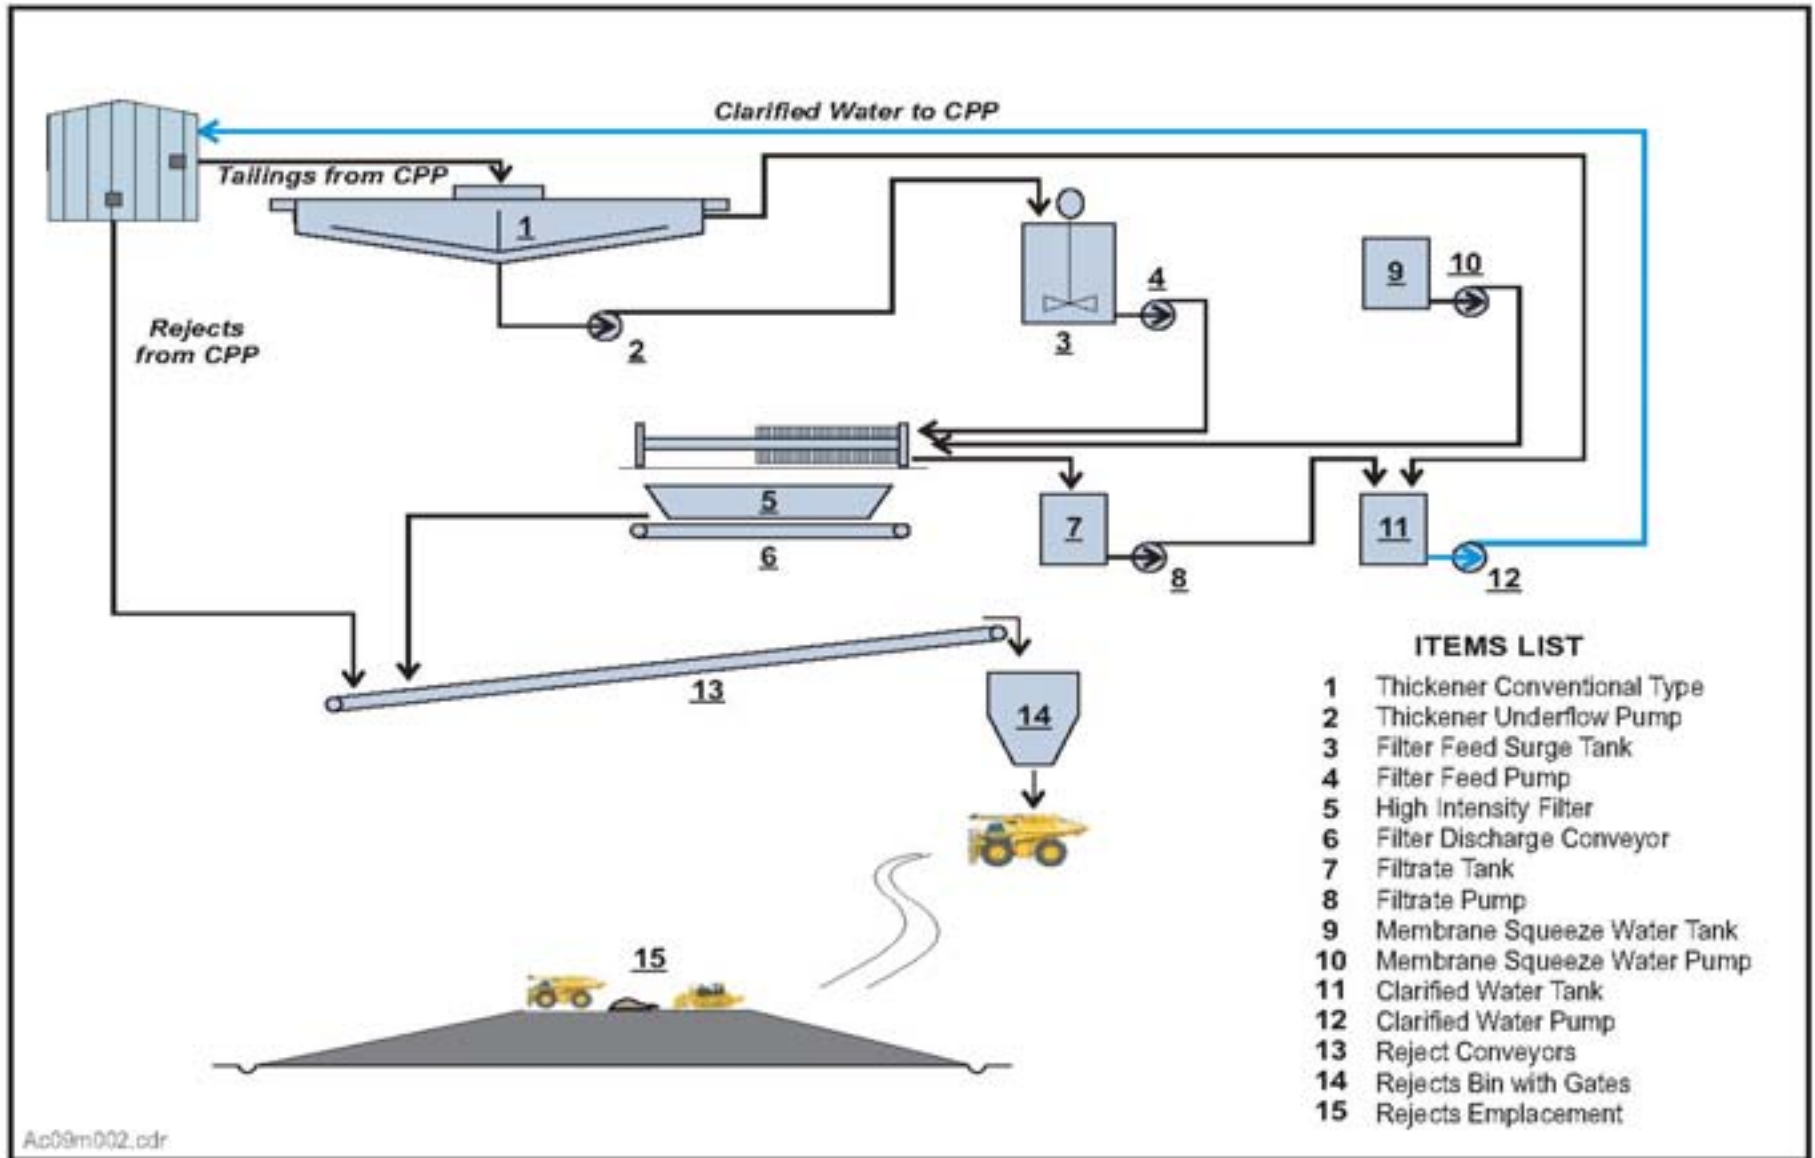 Clarified Water to CPP
Tailings from CPP
1
Rejects
from CPP
2
3
4
9
10
5
6
7
8
11
12
13
14
15
ITEMS LIST
1 Thickener Conventional Type
2 Thickener Underflow Pump
3 Filter Feed Surge Tank
4 Filter Feed Pump
5 High Intensity Filter
6 Filter Discharge Conveyor
7 Filtrate Tank
8 Filtrate Pump
9 Membrane Squeeze Water Tank
10 Membrane Squeeze Water Pump
11 Clarified Water Tank
12 Clarified Water Pump
13 Reject Conveyors
14 Rejects Bin with Gates
15 Rejects Emplacement
Ac09m002.cdr